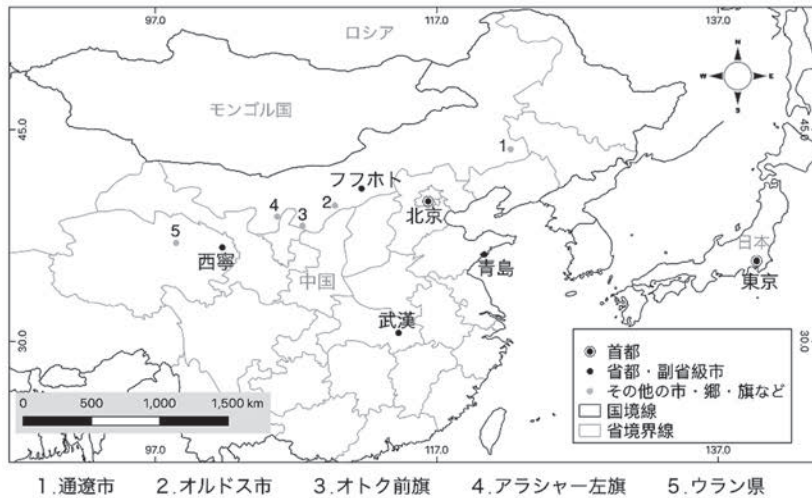 97.0 117.0 137.0
ロシア
N
W E
S
モンゴル国
45.0 45.0
1
フフホト
2
4
3
北京
5
日本
西寧
中国
青島
東京
武漢
30.0 30.0
首都
省都・副省級市
その他の市・郷・旗など
国境線
省境界線
0 500 1,000 1,500 km
97.0 117.0 137.0
1.通遼市 2.オルドス市 3.オトク前旗 4.アラシャー左旗 5.ウラン県